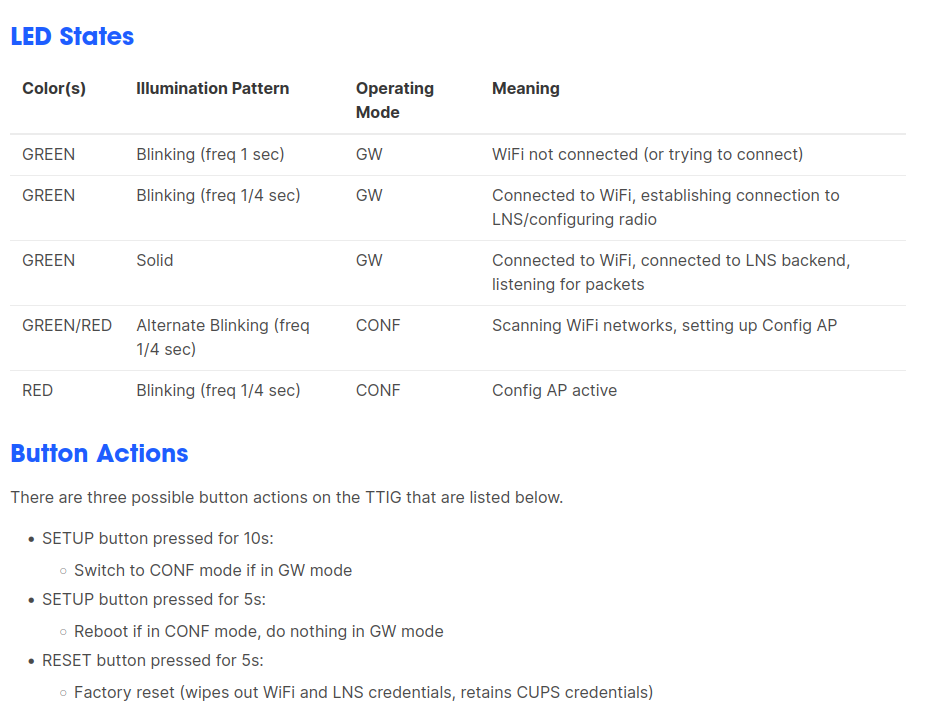 LED States
Color(s) Illumination Pattern Operating Mode Meaning
GREEN Blinking (freq 1 sec) GW WiFi not connected (or trying to connect)
GREEN Blinking (freq 1/4 sec) GW Connected to WiFi, establishing connection to LNS/configuring radio
GREEN Solid GW Connected to WiFi, connected to LNS backend, listening for packets
GREEN/RED Alternate Blinking (freq 1/4 sec) CONF Scanning WiFi networks, setting up Config AP
RED Blinking (freq 1/4 sec) CONF Config AP active
Button Actions
There are three possible button actions on the TTIG that are listed below.
• SETUP button pressed for 10s:
○ Switch to CONF mode if in GW mode
• SETUP button pressed for 5s:
○ Reboot if in CONF mode, do nothing in GW mode
• RESET button pressed for 5s:
○ Factory reset (wipes out WiFi and LNS credentials, retains CUPS credentials)